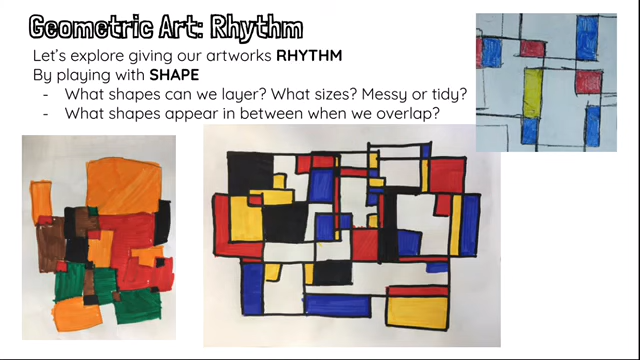 Geometric Art: Rhythm
Let's explore giving our artworks RHYTHM
By playing with SHAPE
- What shapes can we layer? What sizes? Messy or tidy?
- What shapes appear in between when we overlap?